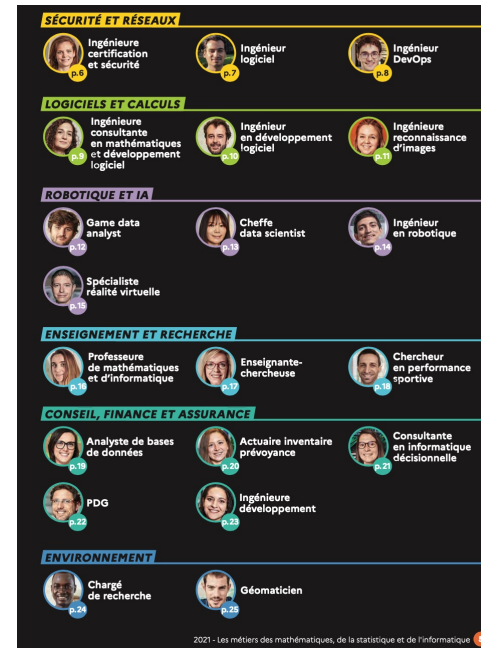 SÉCURITÉ ET RÉSEAUX
Ingénieure
certification
et sécurité
p.6
Ingénieur
logiciel
p.7
Ingénieur
DevOps
p.8
LOGICIELS ET CALCULS
Ingénieure
consultante
en mathématiques
et développement
logiciel
p.9
Ingénieur
en développement
logiciel
p.10
Ingénieure
reconnaissance
d'images
p.11
ROBOTIQUE ET IA
Game data
analyst
p.12
Cheffe
data scientist
p.13
Ingénieur
en robotique
p.14
Spécialiste
réalité virtuelle
p.15
ENSEIGNEMENT ET RECHERCHE
Professeure
de mathématiques
et d'informatique
p.16
Enseignante-
chercheuse
p.17
Chercheur
en performance
sportive
p.18
CONSEIL, FINANCE ET ASSURANCE
Analyste de bases
de données
p.19
Actuaire inventaire
prévoyance
p.20
Consultante
en informatique
décisionnelle
p.21
PDG
p.22
Ingénieure
développement
p.23
ENVIRONNEMENT
Chargé
de recherche
p.24
Géomaticien
p.25
2021 - Les métiers des mathématiques, de la statistique et de l'informatique